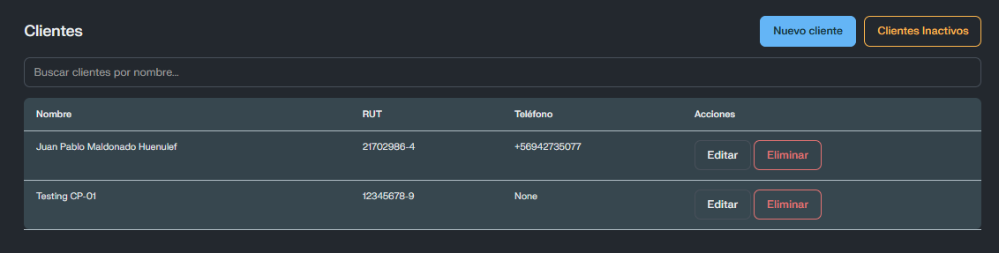 Clientes
Nuevo cliente
Clientes Inactivos
Buscar clientes por nombre...
Nombre RUT Teléfono Acciones
Juan Pablo Maldonado Huenulef 21702986-4 +56942735077 Editar Eliminar
Testing CP-01 12345678-9 None Editar Eliminar